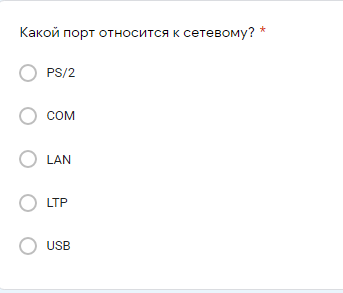 Какой порт относится к сетевому? *
PS/2
COM
LAN
LTP
USB